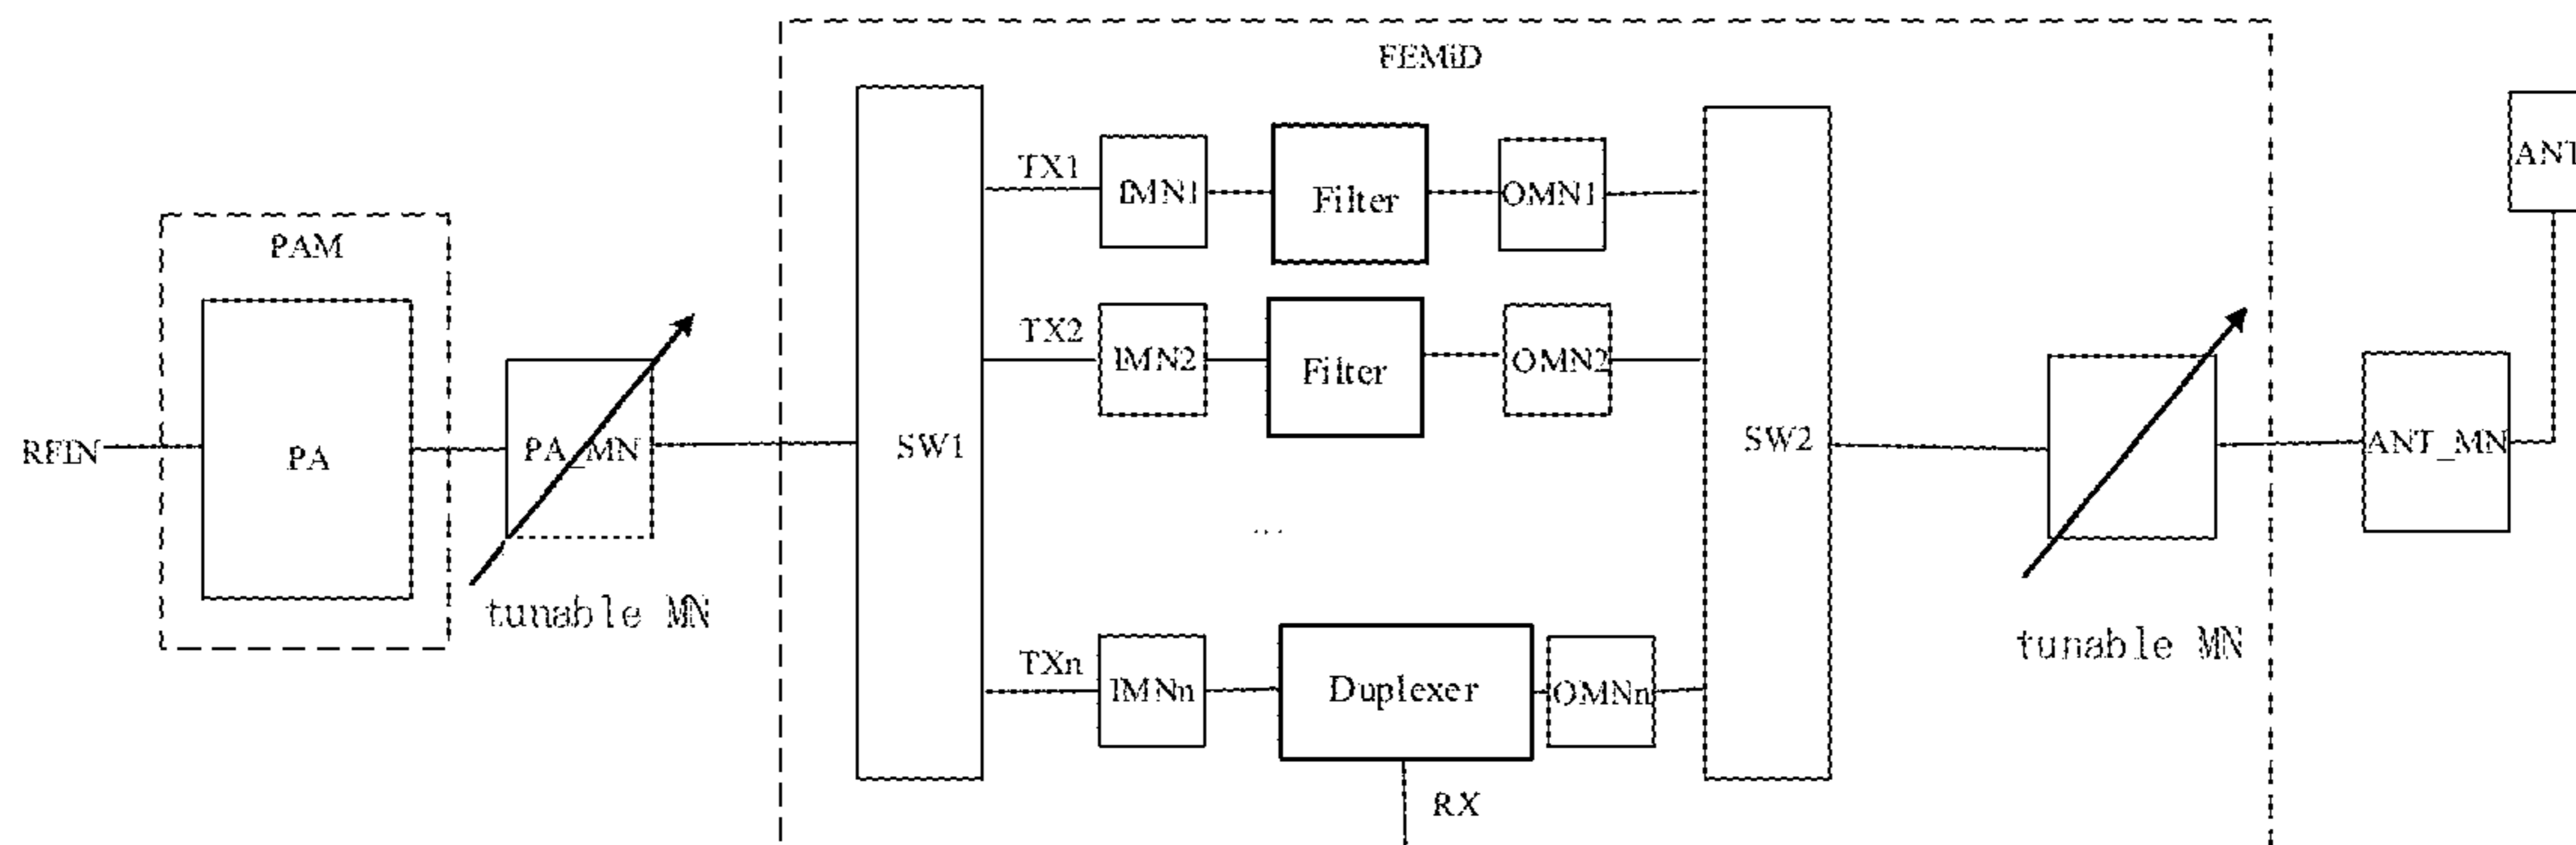 FEMiD
PAM
RFIN
PA
PA_MN
tunable MN
SW1
TX1
IMN1
Filter
OMN1
TX2
IMN2
Filter
OMN2
...
TXn
IMNn
Duplexer
OMNn
RX
SW2
tunable MN
ANT_MN
ANT